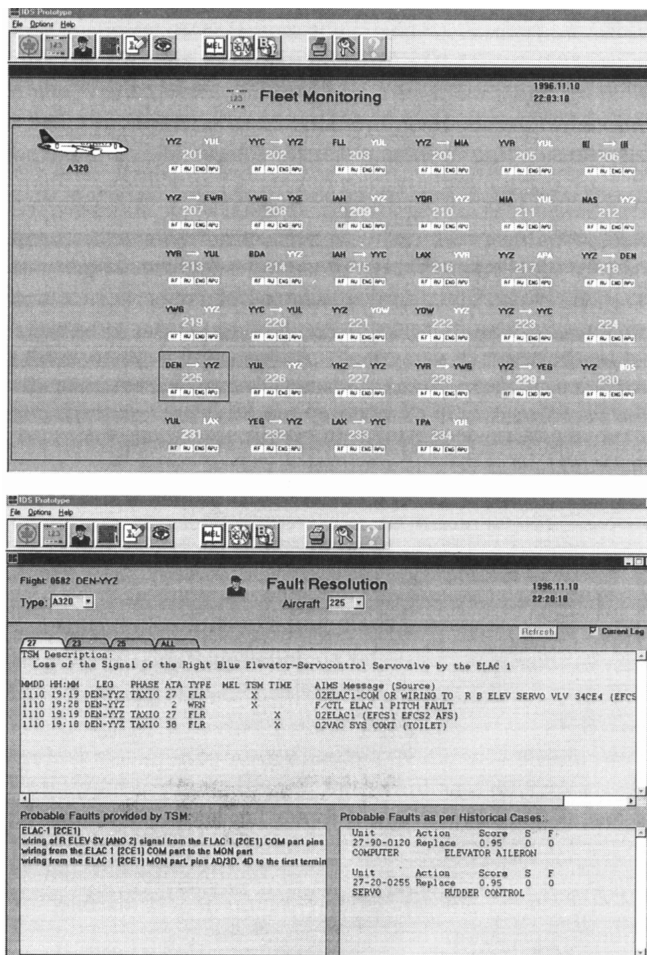 IDS Prototype
File Options Help
123
MEL
Fleet Monitoring
1996.11.10
22:03:10
A320
YYZ YUL YYC → YYZ FLL YUL YYZ → MIA YVR YUL →
201 202 203 204 205 206
YYZ → EWR YWG → YXE IAH YYZ YQR YYZ MIA YUL NAS YYZ
207 208 * 209 * 210 211 212
YVR → YUL BDA YYZ IAH → YYC LAX YVR YYZ APA YYZ → DEN
213 214 215 216 217 218
YWG YYZ YYC → YUL YYZ YOW YOW YYZ YYZ → YYC
219 220 221 222 223 224
DEN → YYZ YUL YYZ YHZ → YYZ YVR → YWG YYZ → YEG YYZ BOS
225 226 227 228 * 229 * 230
YUL LAX YEG → YYZ LAX → YYC TPA YUL
231 232 233 234
IDS Prototype
File Options Help
MEL
Flight: 0582 DEN-YYZ
Fault Resolution
1996.11.10
22:20:10
Type: A320
Aircraft 225
Refresh
Current Leg
27 23 25 ALL
TSM Description:
Loss of the Signal of the Right Blue Elevator-Servocontrol Servovalve by the ELAC 1
MMDD HH:MM LEG PHASE ATA TYPE MEL TSM TIME AIMS Message (Source)
1110 19:19 DEN-YYZ TAXIO 27 FLR X 02ELAC1-COM OR WIRING TO R B ELEV SERVO VLV 34CE4 (EFCS
1110 19:28 DEN-YYZ 2 WRN X F/CTL ELAC 1 PITCH FAULT
1110 19:19 DEN-YYZ TAXIO 27 FLR X 02ELAC1 (EFCS1 EFCS2 AFS)
1110 19:18 DEN-YYZ TAXIO 38 FLR X 02VAC SYS CONT (TOILET)
Probable Faults provided by TSM:
ELAC-1 [2CE1]
wiring of R ELEV SV [ANO 2] signal from the ELAC 1 [2CE1] COM part pins
wiring from the ELAC 1 [2CE1] COM part to the MON part
wiring from the ELAC 1 [2CE1] MON part, pins AD/3D, 4D to the first termin
Probable Faults as per Historical Cases:
Unit Action Score S F
27-90-0120 Replace 0.95 0 0
COMPUTER ELEVATOR AILERON
Unit Action Score S F
27-20-0255 Replace 0.95 0 0
SERVO RUDDER CONTROL